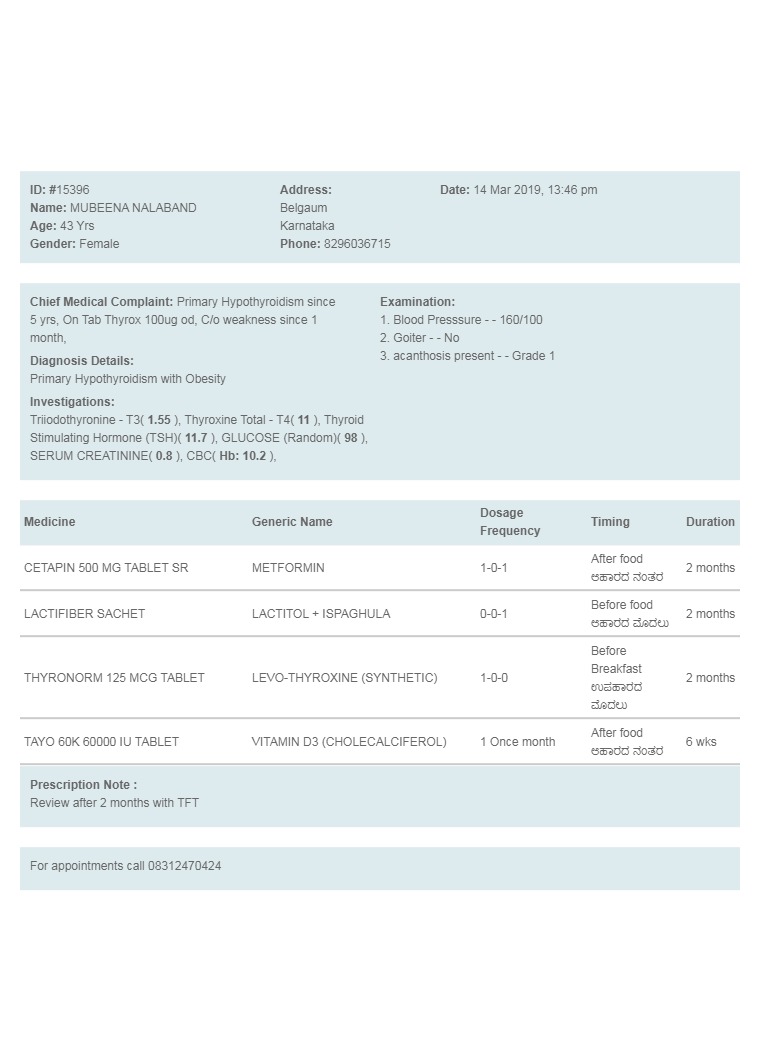 ID: #15396
Name: MUBEENA NALABAND
Age: 43 Yrs
Gender: Female
Address:
Belgaum
Karnataka
Phone: 8296036715
Date: 14 Mar 2019, 13:46 pm
Chief Medical Complaint: Primary Hypothyroidism since
5 yrs, On Tab Thyrox 100ug od, C/o weakness since 1
month,
Diagnosis Details:
Primary Hypothyroidism with Obesity
Investigations:
Triiodothyronine - T3( 1.55 ), Thyroxine Total - T4( 11 ), Thyroid
Stimulating Hormone (TSH)( 11.7 ), GLUCOSE (Random)( 98 ),
SERUM CREATININE( 0.8 ), CBC( Hb: 10.2 ),
Examination:
1. Blood Presssure - - 160/100
2. Goiter - - No
3. acanthosis present - - Grade 1
Medicine
Generic Name
Dosage
Frequency
Timing
Duration
CETAPIN 500 MG TABLET SR
METFORMIN
1-0-1
After food
ಅಹಾರದ ನಂತರ
2 months
LACTIFIBER SACHET
LACTITOL + ISPAGHULA
0-0-1
Before food
ಅಹಾರದ ಮೊದಲು
2 months
THYRONORM 125 MCG TABLET
LEVO-THYROXINE (SYNTHETIC)
1-0-0
Before
Breakfast
ಉಪಹಾರದ
ಮೊದಲು
2 months
TAYO 60K 60000 IU TABLET
VITAMIN D3 (CHOLECALCIFEROL)
1 Once month
After food
ಅಹಾರದ ನಂತರ
6 wks
Prescription Note :
Review after 2 months with TFT
For appointments call 08312470424